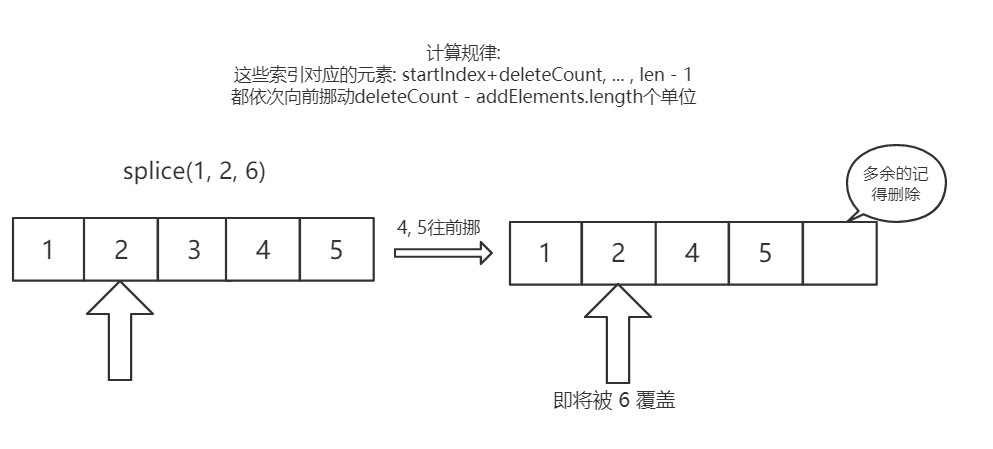 计算规律:
这些索引对应的元素: startIndex+deleteCount, ... , len - 1
都依次向前挪动deleteCount - addElements.length个单位
splice(1, 2, 6)
多余的记
得删除
1 2 3 4 5
4, 5往前挪
1 2 4 5
即将被 6 覆盖